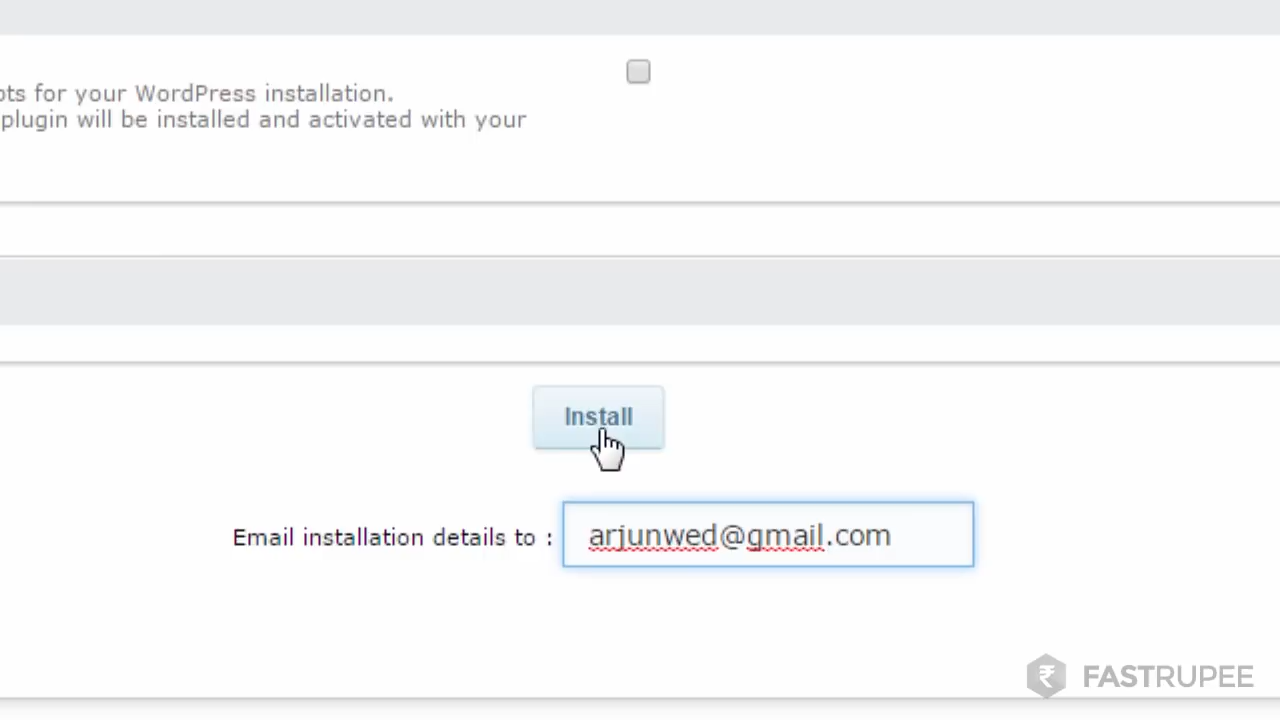 for your WordPress installation.
plugin will be installed and activated with your
Install
Email installation details to :
arjunwed@gmail.com
FASTRUPEE